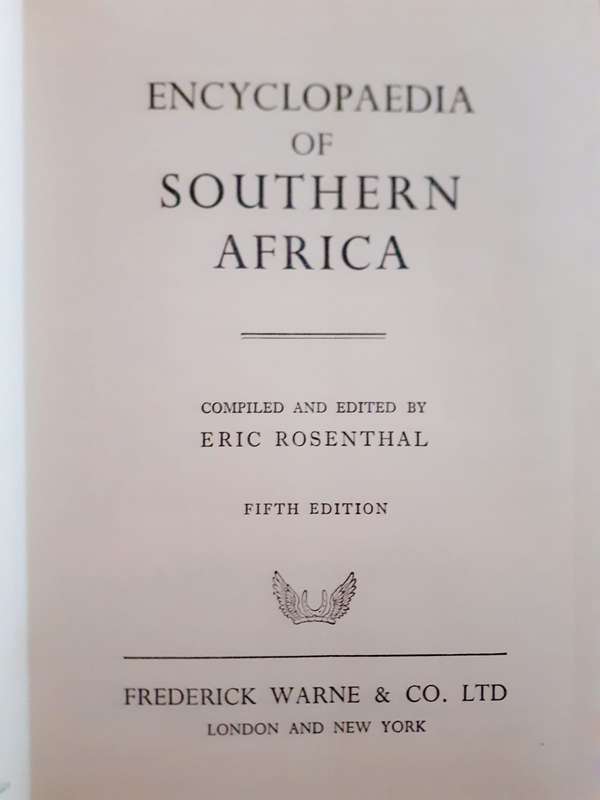 ENCYCLOPAEDIA
OF
SOUTHERN
AFRICA
COMPILED AND EDITED BY
ERIC ROSENTHAL
FIFTH EDITION
FREDERICK WARNE & CO. LTD
LONDON AND NEW YORK